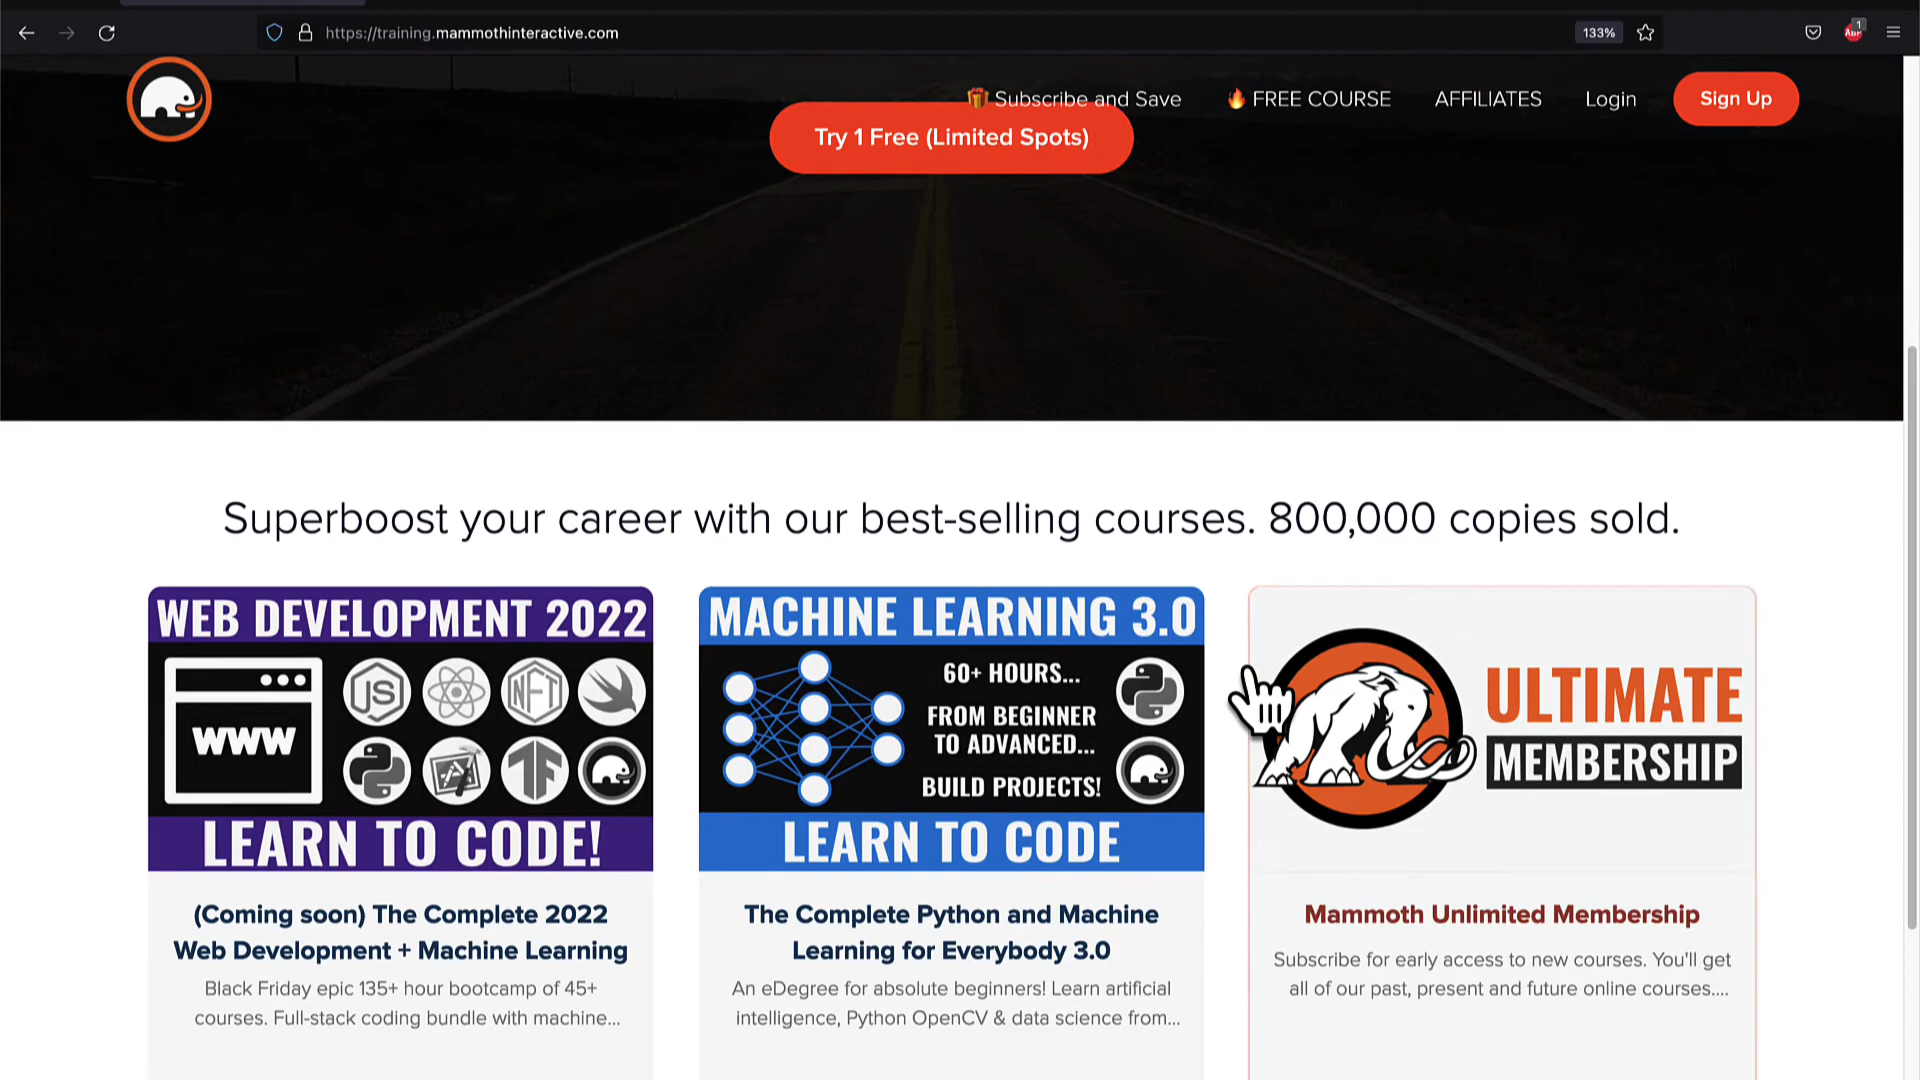 https://training.mammothinteractive.com
133%
1
ABP
🎁 Subscribe and Save
🔥 FREE COURSE
AFFILIATES
Login
Sign Up
Try 1 Free (Limited Spots)
Superboost your career with our best-selling courses. 800,000 copies sold.
WEB DEVELOPMENT 2022
WWW
JS
NFT
TF
LEARN TO CODE!
(Coming soon) The Complete 2022
Web Development + Machine Learning
Black Friday epic 135+ hour bootcamp of 45+
courses. Full-stack coding bundle with machine...
MACHINE LEARNING 3.0
60+ HOURS...
FROM BEGINNER
TO ADVANCED...
BUILD PROJECTS!
LEARN TO CODE
The Complete Python and Machine
Learning for Everybody 3.0
An eDegree for absolute beginners! Learn artificial
intelligence, Python OpenCV & data science from...
ULTIMATE
MEMBERSHIP
Mammoth Unlimited Membership
Subscribe for early access to new courses. You'll get
all of our past, present and future online courses....